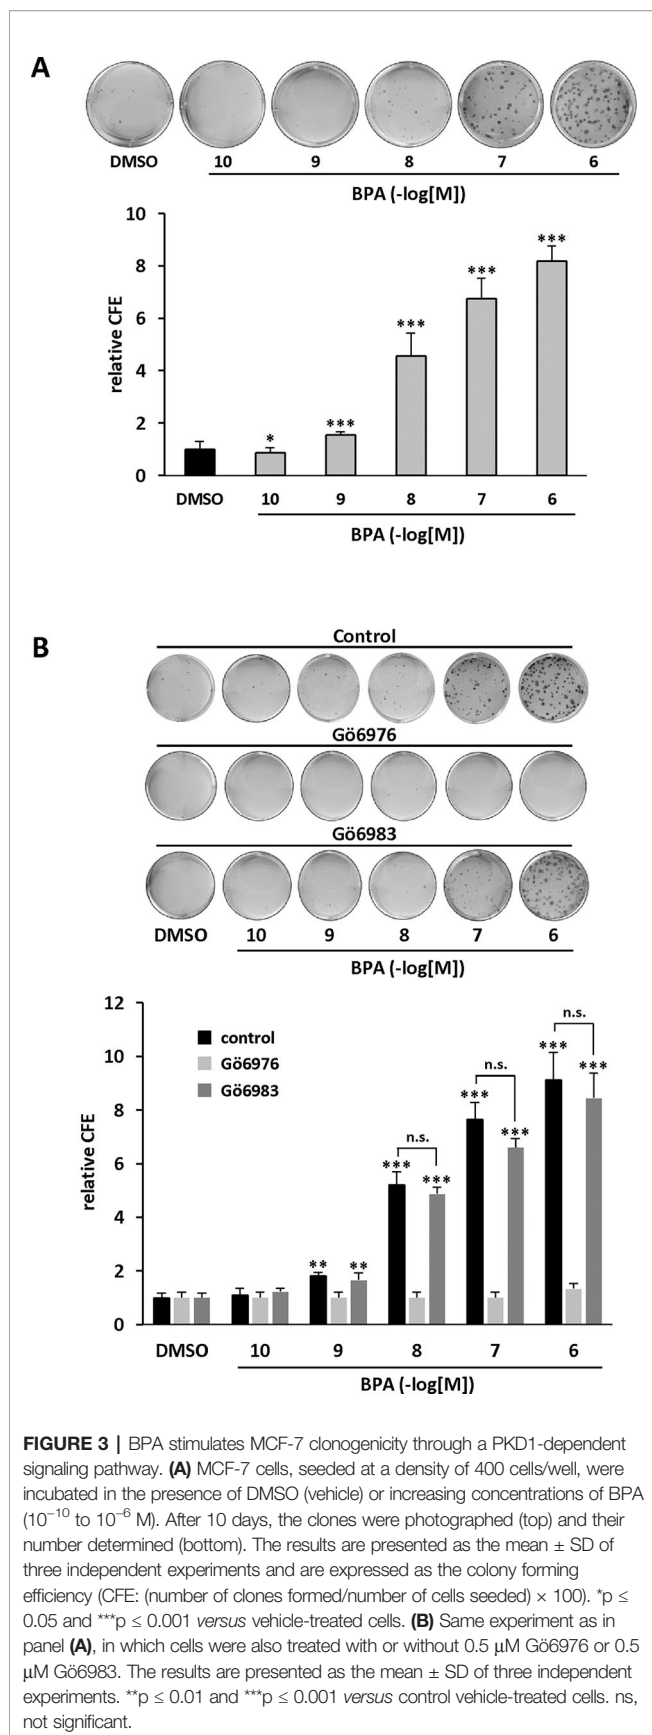 A
DMSO 10 9 8 7 6
BPA (-log[M])
10
8
6
4
2
0
relative CFE
* *** *** *** ***
DMSO 10 9 8 7 6
BPA (-log[M])
B
Control
Gö6976
Gö6983
DMSO 10 9 8 7 6
BPA (-log[M])
12
10
8
6
4
2
0
relative CFE
control
Gö6976
Gö6983
** **
*** n.s. ***
*** n.s. ***
*** n.s. ***
DMSO 10 9 8 7 6
BPA (-log[M])
FIGURE 3 | BPA stimulates MCF-7 clonogenicity through a PKD1-dependent
signaling pathway. (A) MCF-7 cells, seeded at a density of 400 cells/well, were
incubated in the presence of DMSO (vehicle) or increasing concentrations of BPA
(10⁻¹⁰ to 10⁻⁶ M). After 10 days, the clones were photographed (top) and their
number determined (bottom). The results are presented as the mean ± SD of
three independent experiments and are expressed as the colony forming
efficiency (CFE: (number of clones formed/number of cells seeded) × 100). *p ≤
0.05 and ***p ≤ 0.001 versus vehicle-treated cells. (B) Same experiment as in
panel (A), in which cells were also treated with or without 0.5 μM Gö6976 or 0.5
μM Gö6983. The results are presented as the mean ± SD of three independent
experiments. **p ≤ 0.01 and ***p ≤ 0.001 versus control vehicle-treated cells. ns,
not significant.